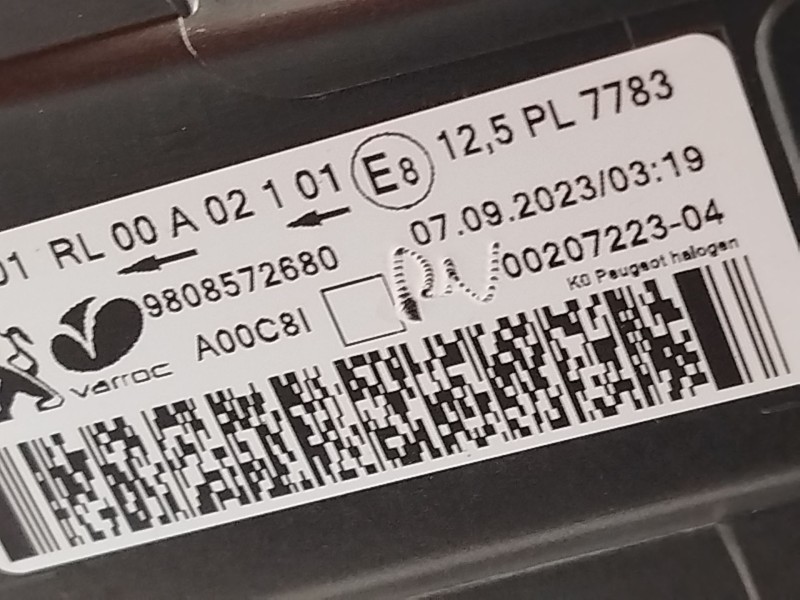 01 RL 00 A 02 1 01 E8 12,5 PL 7783
9808572680 07.09.2023/03:19
varroc A00C8I 00207223-04
K0 Peugeot halogen